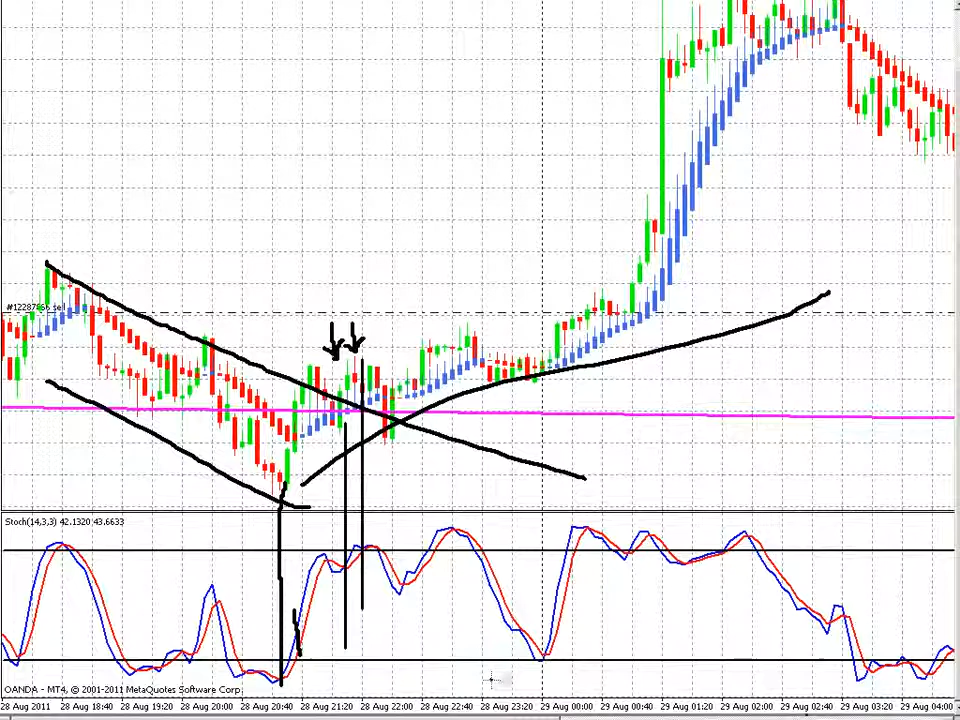 #12287866 sell
Stoch(14,3,3) 42.1320 43.6633
OANDA - MT4, © 2001-2011 MetaQuotes Software Corp.
28 Aug 2011 28 Aug 18:40 28 Aug 19:20 28 Aug 20:00 28 Aug 20:40 28 Aug 21:20 28 Aug 22:00 28 Aug 22:40 28 Aug 23:20 29 Aug 00:00 29 Aug 00:40 29 Aug 01:20 29 Aug 02:00 29 Aug 02:40 29 Aug 03:20 29 Aug 04:00